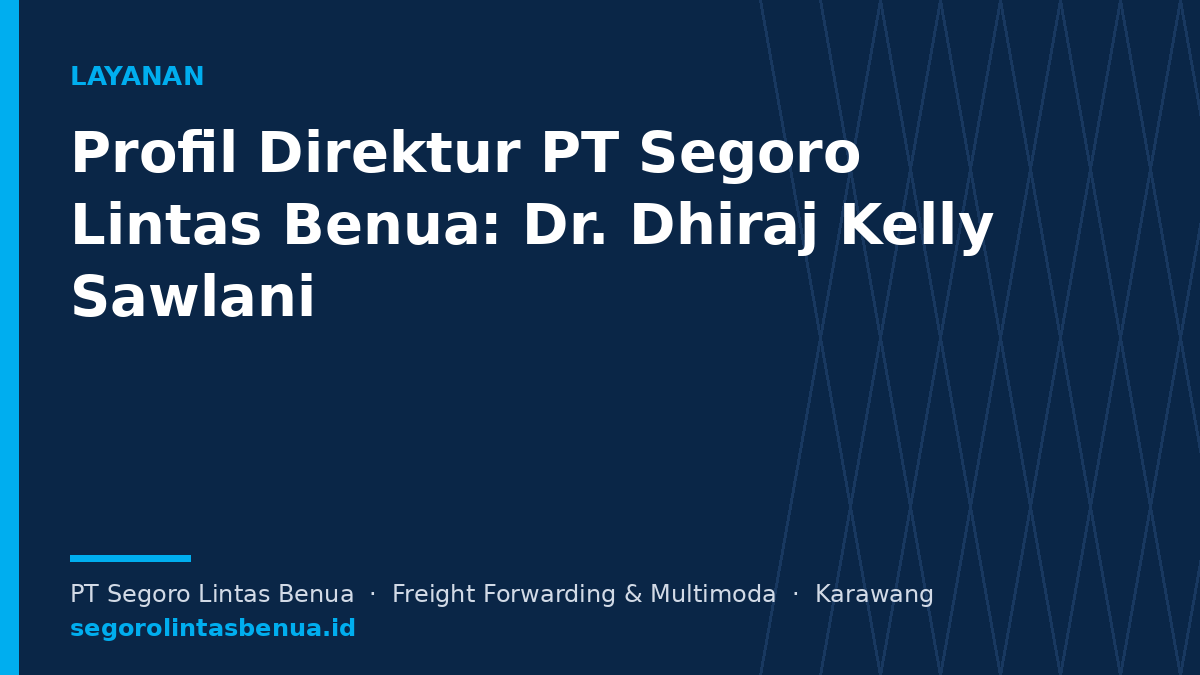 LAYANAN
Profil Direktur PT Segoro
Lintas Benua: Dr. Dhiraj Kelly
Sawlani
PT Segoro Lintas Benua · Freight Forwarding & Multimoda · Karawang
segorolintasbenua.id